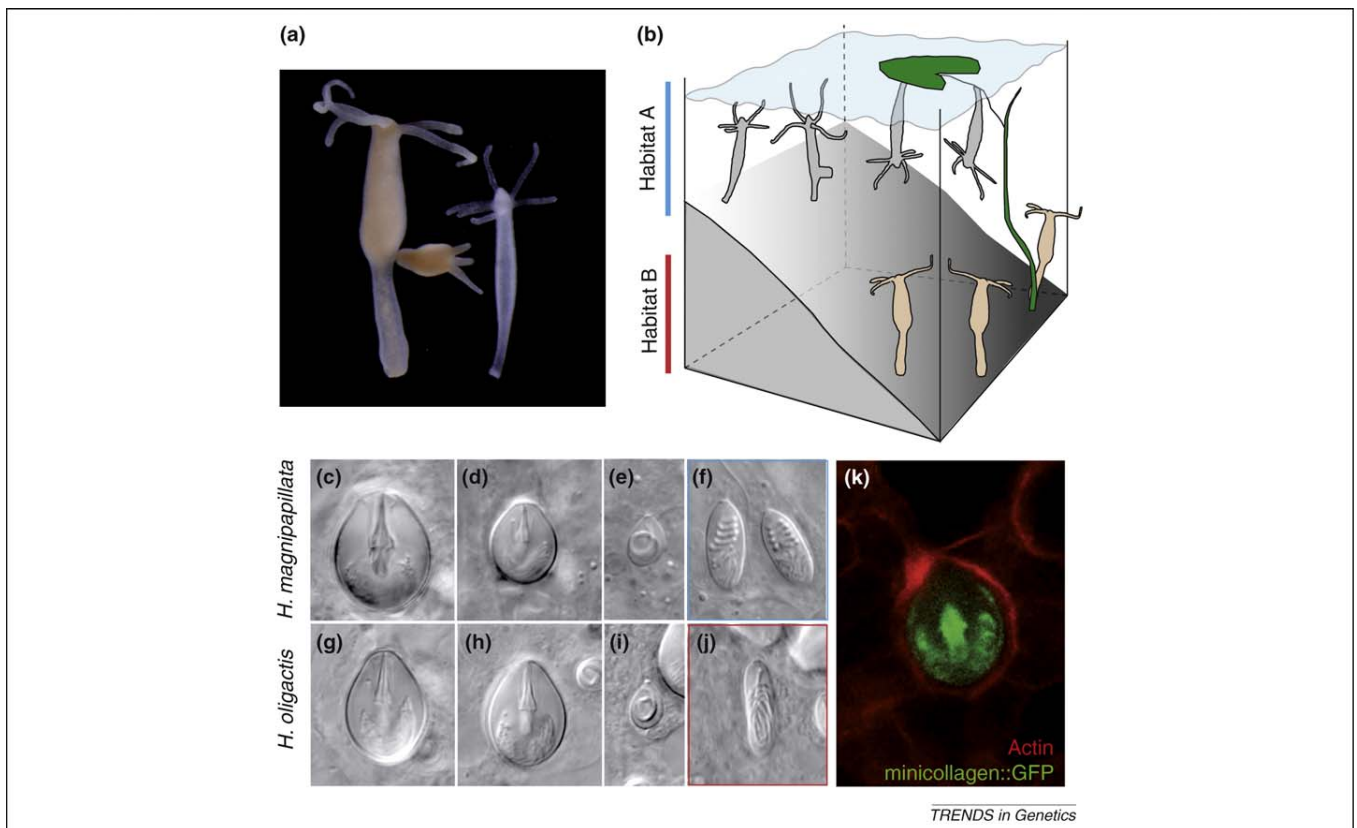 (a)
(b)
Habitat A
Habitat B
H. magnipapillata
(c)
(d)
(e)
(f)
(k)
H. oligactis
(g)
(h)
(i)
(j)
Actin
minicollagen::GFP
TRENDS in Genetics